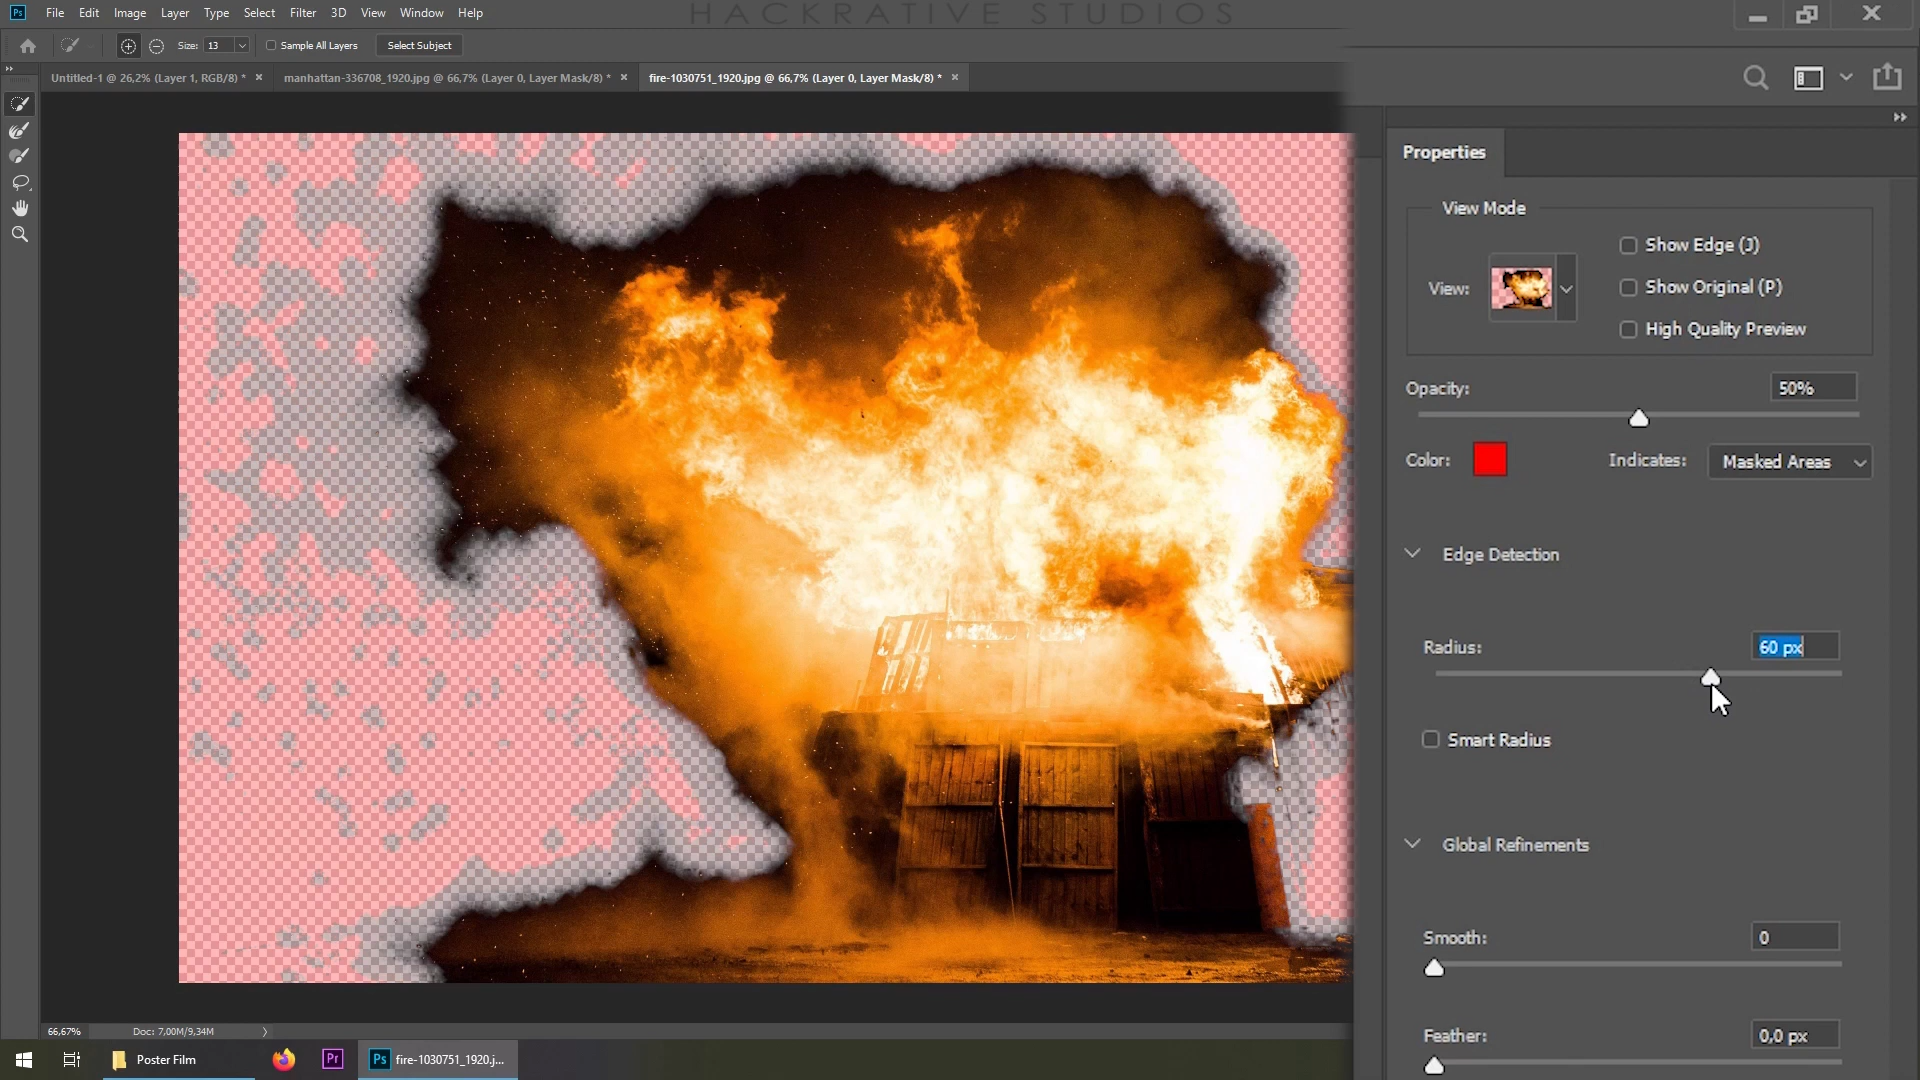 HACKRATIVE STUDIOS
Ps File Edit Image Layer Type Select Filter 3D View Window Help
Size: 13 Sample All Layers Select Subject
Untitled-1 @ 26,2% (Layer 1, RGB/8) * manhattan-336708_1920.jpg @ 66,7% (Layer 0, Layer Mask/8) * fire-1030751_1920.jpg @ 66,7% (Layer 0, Layer Mask/8) *
Properties
View Mode
Show Edge (J)
View: Show Original (P)
High Quality Preview
Opacity: 50%
Color: Indicates: Masked Areas
Edge Detection
Radius: 60 px
Smart Radius
Global Refinements
Smooth: 0
Feather: 0,0 px
66,67% Doc: 7,00M/9,34M
Poster Film Pr Ps fire-1030751_1920.j...